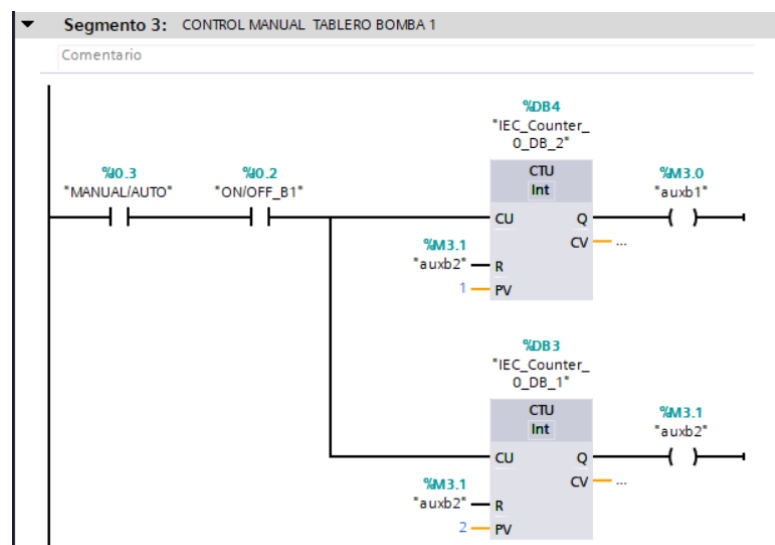 Segmento 3: CONTROL MANUAL TABLERO BOMBA 1
Comentario
%DB4
"IEC_Counter_
0_DB_2"
%I0.3
"MANUAL/AUTO"
%I0.2
"ON/OFF_B1"
CTU
Int
%M3.0
"auxb1"
CU
Q
CV
...
%M3.1
"auxb2"
R
1
PV
%DB3
"IEC_Counter_
0_DB_1"
CTU
Int
%M3.1
"auxb2"
CU
Q
CV
...
%M3.1
"auxb2"
R
2
PV